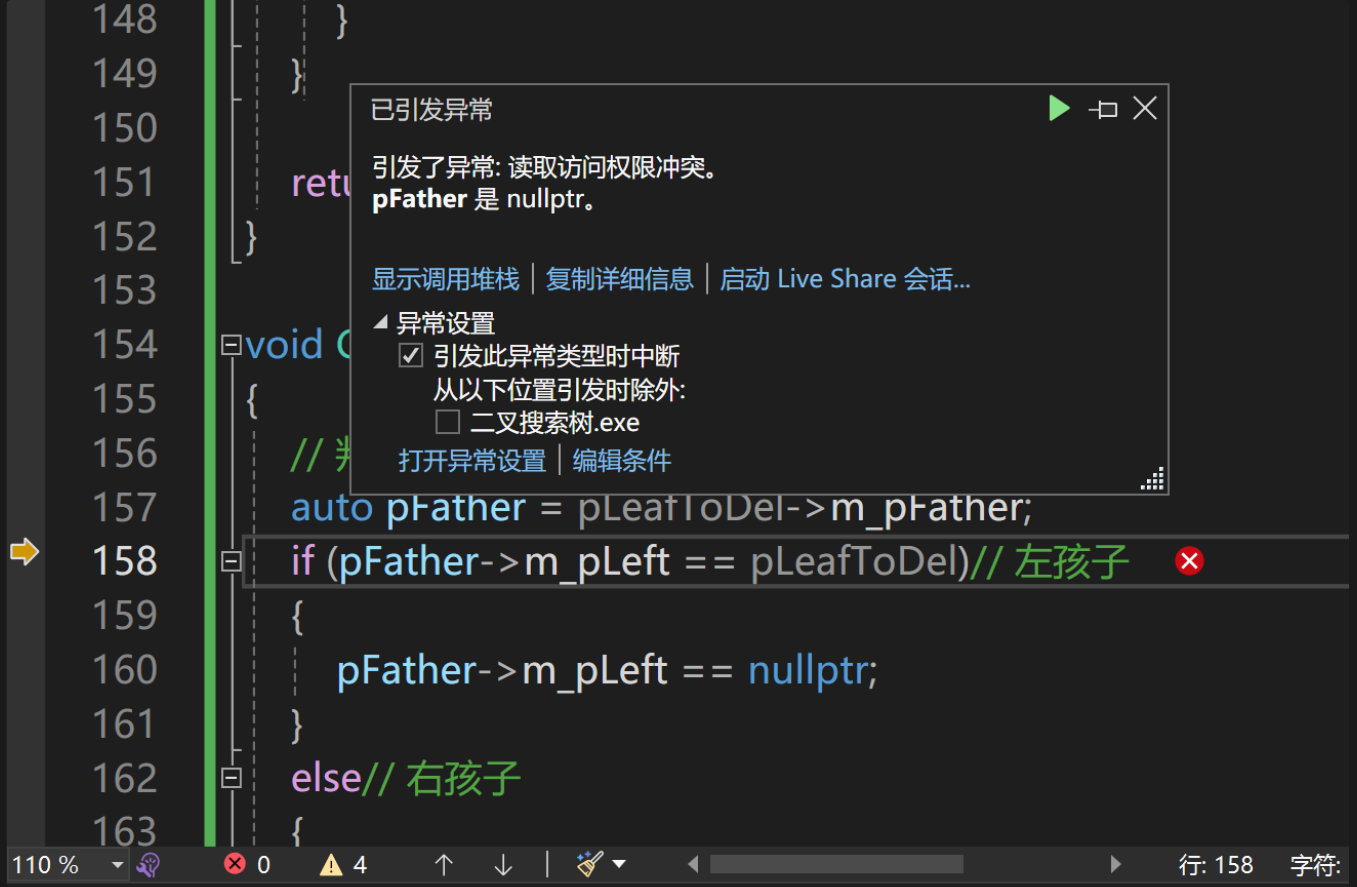 148 }
149 }
已引发异常
150
引发了异常: 读取访问权限冲突。
151 retu
pFather 是 nullptr。
152 }
显示调用堆栈 | 复制详细信息 | 启动 Live Share 会话...
153
异常设置
154 void
引发此异常类型时中断
155 {
从以下位置引发时除外:
二叉搜索树.exe
156 //
打开异常设置 | 编辑条件
157 auto pFather = pLeafToDel->m_pFather;
158 if (pFather->m_pLeft == pLeafToDel)// 左孩子
159 {
160 pFather->m_pLeft == nullptr;
161 }
162 else// 右孩子
163 {
110 % 0 4 行: 158 字符: